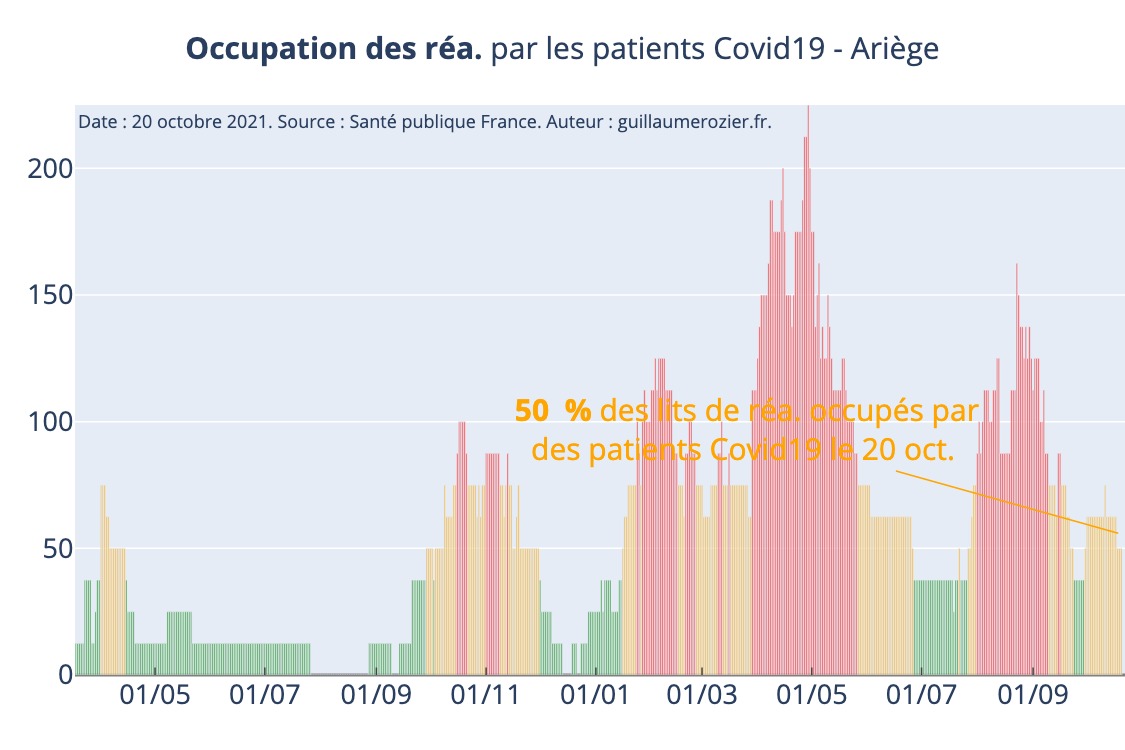 Occupation des réa. par les patients Covid19 - Ariège
Date : 20 octobre 2021. Source : Santé publique France. Auteur : guillaumerozier.fr.
200
150
100
50
0
50 % des lits de réa. occupés par
des patients Covid19 le 20 oct.
01/05 01/07 01/09 01/11 01/01 01/03 01/05 01/07 01/09